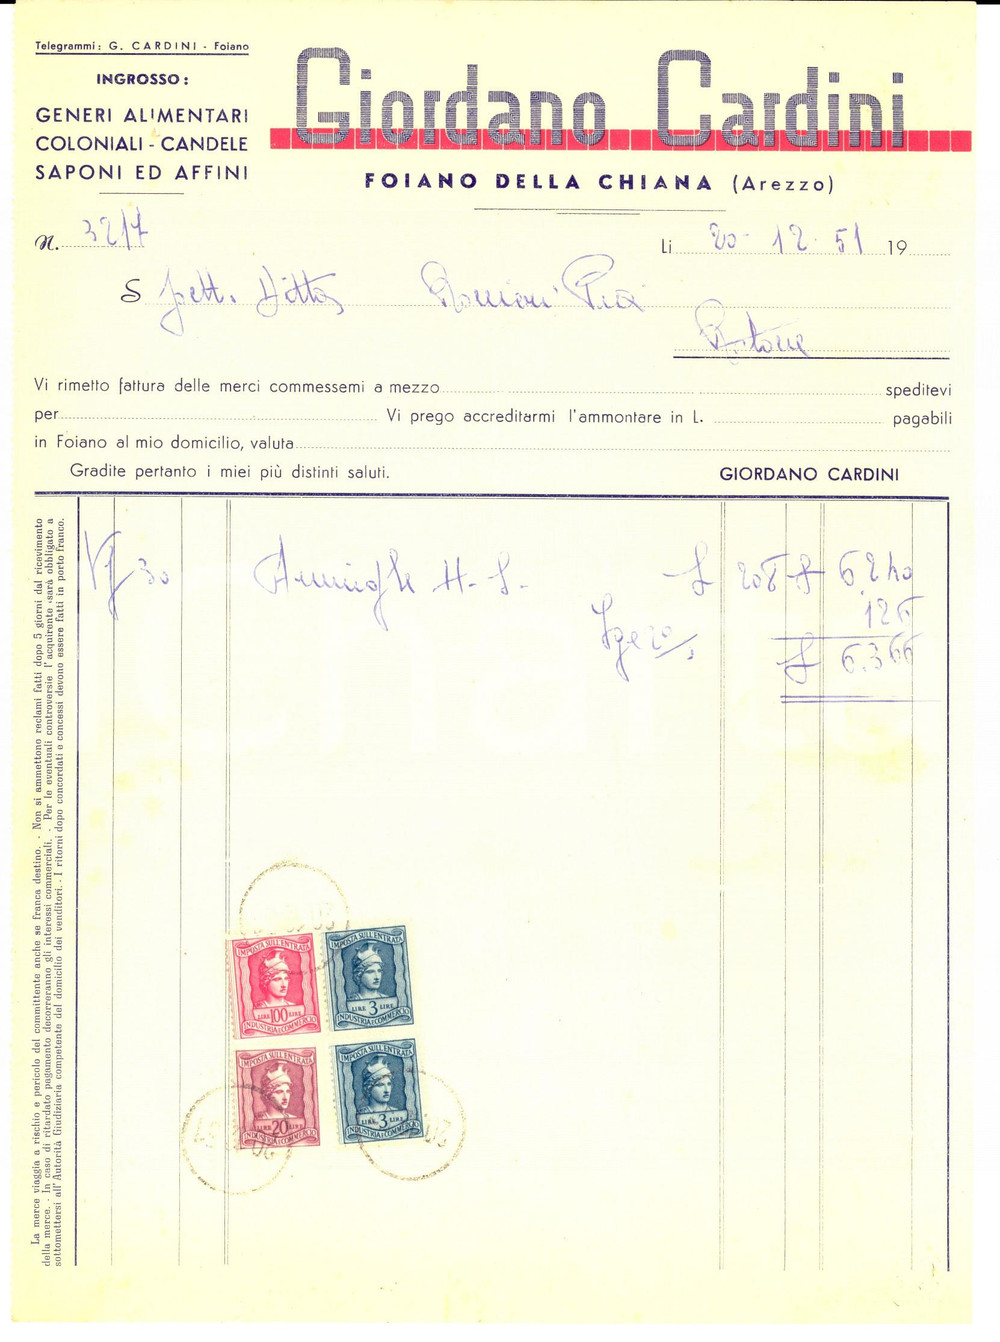 Telegrammi: G. CARDINI - Foiano
INGROSSO:
GENERI ALIMENTARI
COLONIALI - CANDELE
SAPONI ED AFFINI
Giordano Cardini
FOIANO DELLA CHIANA (Arezzo)
N. 3217
Li 20-12-51 19
S Ditta
Vi rimetto fattura delle merci commessemi a mezzo speditevi
per Vi prego accreditarmi l'ammontare in L. pagabili
in Foiano al mio domicilio, valuta
Gradite pertanto i miei più distinti saluti.
GIORDANO CARDINI
30 208 6240
126
6.366
La merce viaggia a rischio e pericolo del committente anche se franca destino. - Non si ammettono reclami fatti dopo 5 giorni dal ricevimento
della merce. - In caso di ritardato pagamento decorreranno gli interessi commerciali. - Per le eventuali controversie l'acquirente sarà obbligato a
sottomettersi all'Autorità Giudiziaria competente del domicilio dei venditori. - I ritorni dopo concordati e concessi devono essere fatti in porto franco.
IMPOSTA SULL'ENTRATA
LIRE 100 LIRE
INDUSTRIA E COMMERCIO
IMPOSTA SULL'ENTRATA
LIRE 3 LIRE
INDUSTRIA E COMMERCIO
IMPOSTA SULL'ENTRATA
LIRE 20 LIRE
INDUSTRIA E COMMERCIO
IMPOSTA SULL'ENTRATA
LIRE 3 LIRE
INDUSTRIA E COMMERCIO